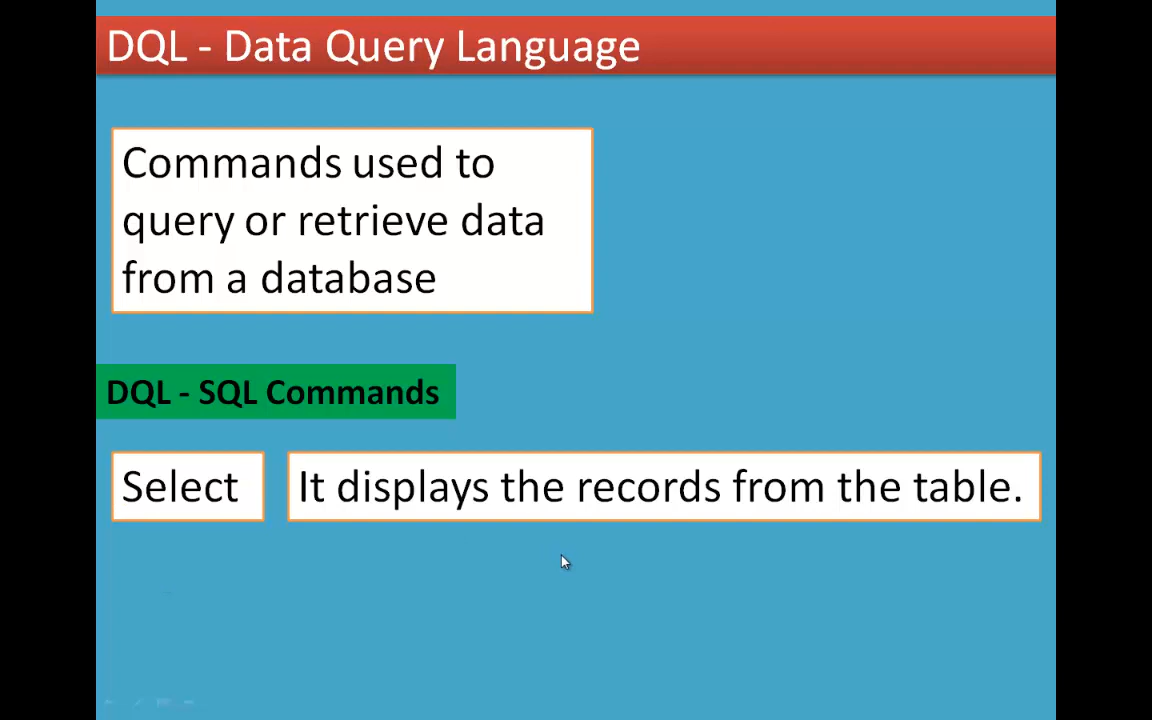 DQL - Data Query Language
Commands used to
query or retrieve data
from a database
DQL - SQL Commands
Select
It displays the records from the table.